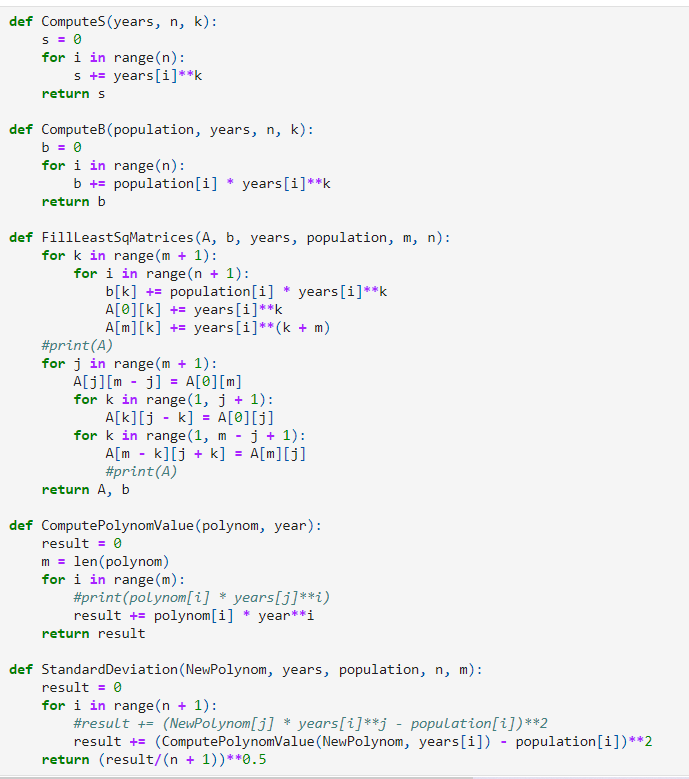 def ComputeS(years, n, k):
    s = 0
    for i in range(n):
        s += years[i]**k
    return s

def ComputeB(population, years, n, k):
    b = 0
    for i in range(n):
        b += population[i] * years[i]**k
    return b

def FillLeastSqMatrices(A, b, years, population, m, n):
    for k in range(m + 1):
        for i in range(n + 1):
            b[k] += population[i] * years[i]**k
            A[0][k] += years[i]**k
            A[m][k] += years[i]**(k + m)
    #print(A)
    for j in range(m + 1):
        A[j][m - j] = A[0][m]
        for k in range(1, j + 1):
            A[k][j - k] = A[0][j]
        for k in range(1, m - j + 1):
            A[m - k][j + k] = A[m][j]
            #print(A)
    return A, b

def ComputePolynomValue(polynom, year):
    result = 0
    m = len(polynom)
    for i in range(m):
        #print(polynom[i] * years[j]**i)
        result += polynom[i] * year**i
    return result

def StandardDeviation(NewPolynom, years, population, n, m):
    result = 0
    for i in range(n + 1):
        #result += (NewPolynom[j] * years[i]**j - population[i])**2
        result += (ComputePolynomValue(NewPolynom, years[i]) - population[i])**2
    return (result/(n + 1))**0.5